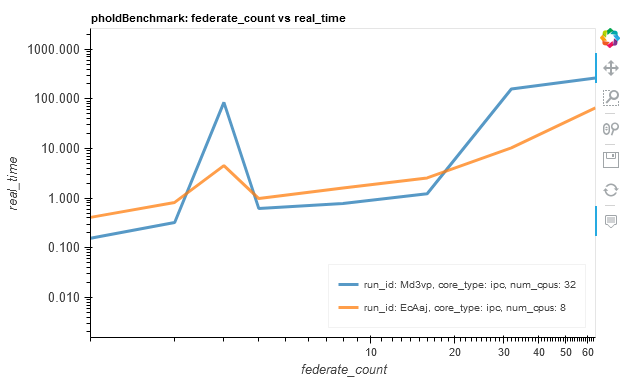 pholdBenchmark: federate_count vs real_time
1000.000
100.000
10.000
1.000
0.100
0.010
real_time
10
20
30
40
50
60
federate_count
run_id: Md3vp, core_type: ipc, num_cpus: 32
run_id: EcAaj, core_type: ipc, num_cpus: 8